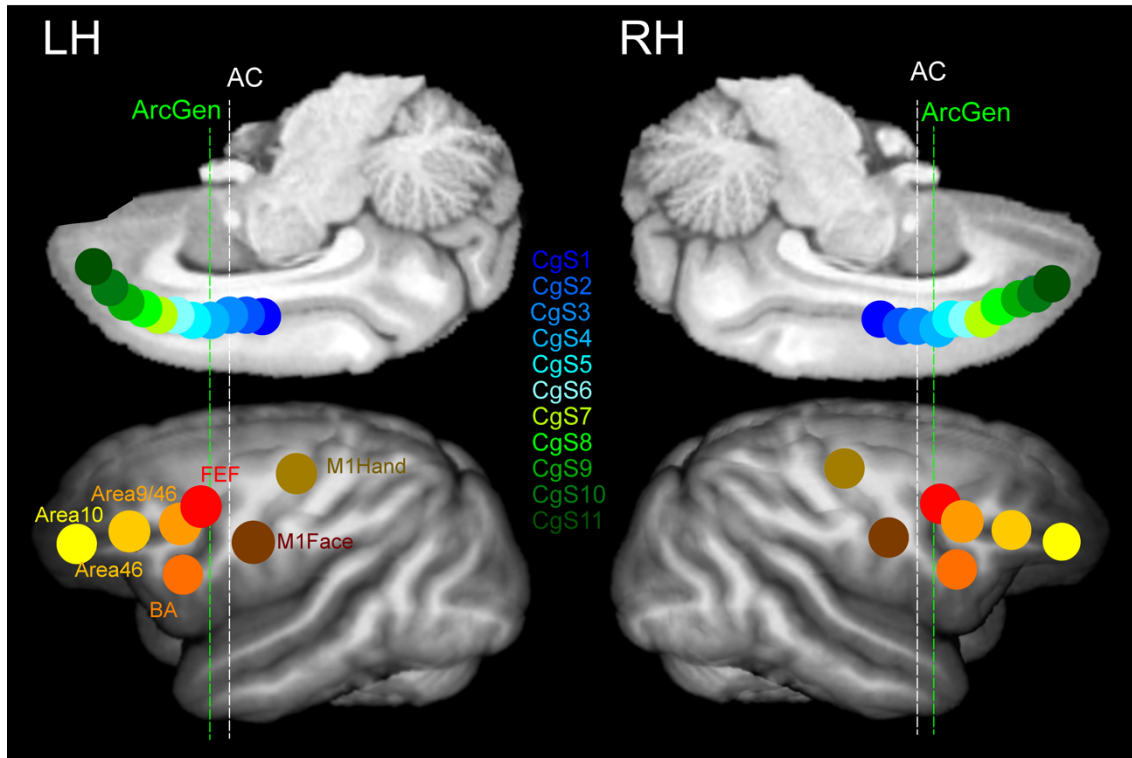 LH
RH
AC
AC
ArcGen
ArcGen
CgS1
CgS2
CgS3
CgS4
CgS5
CgS6
CgS7
CgS8
CgS9
CgS10
CgS11
FEF
M1Hand
Area9/46
Area10
M1Face
Area46
BA